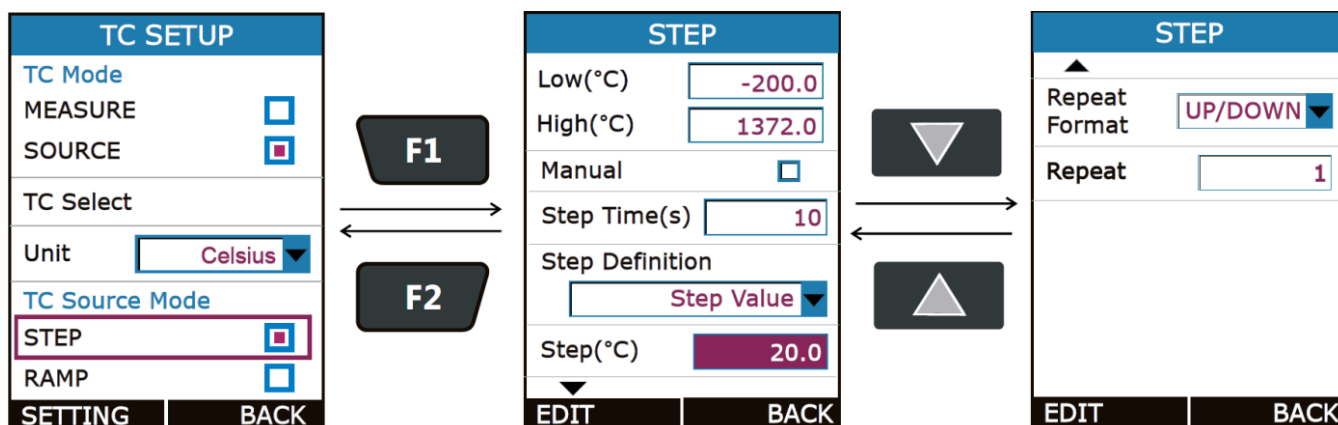 TC SETUP
TC Mode
MEASURE
SOURCE
TC Select
Unit Celsius
TC Source Mode
STEP
RAMP
SETTING BACK
F1
F2
STEP
Low(°C) -200.0
High(°C) 1372.0
Manual
Step Time(s) 10
Step Definition
Step Value
Step(°C) 20.0
EDIT BACK
STEP
Repeat
Format UP/DOWN
Repeat 1
EDIT BACK